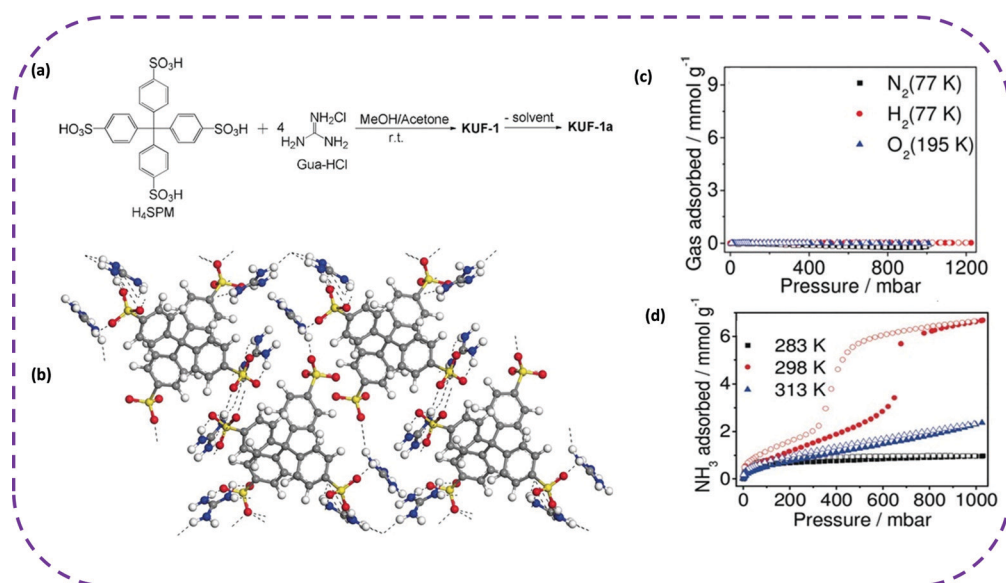 (a)
SO₃H
HO₃S
SO₃H
SO₃H
H₄SPM
+ 4
NH₂Cl
H₂N
NH₂
Gua-HCl
MeOH/Acetone
r.t.
KUF-1
- solvent
KUF-1a
(b)
(c)
Gas adsorbed / mmol g⁻¹
9
6
3
0
N₂(77 K)
H₂(77 K)
O₂(195 K)
0 400 800 1200
Pressure / mbar
(d)
NH₃ adsorbed / mmol g⁻¹
6
4
2
0
283 K
298 K
313 K
0 200 400 600 800 1000
Pressure / mbar